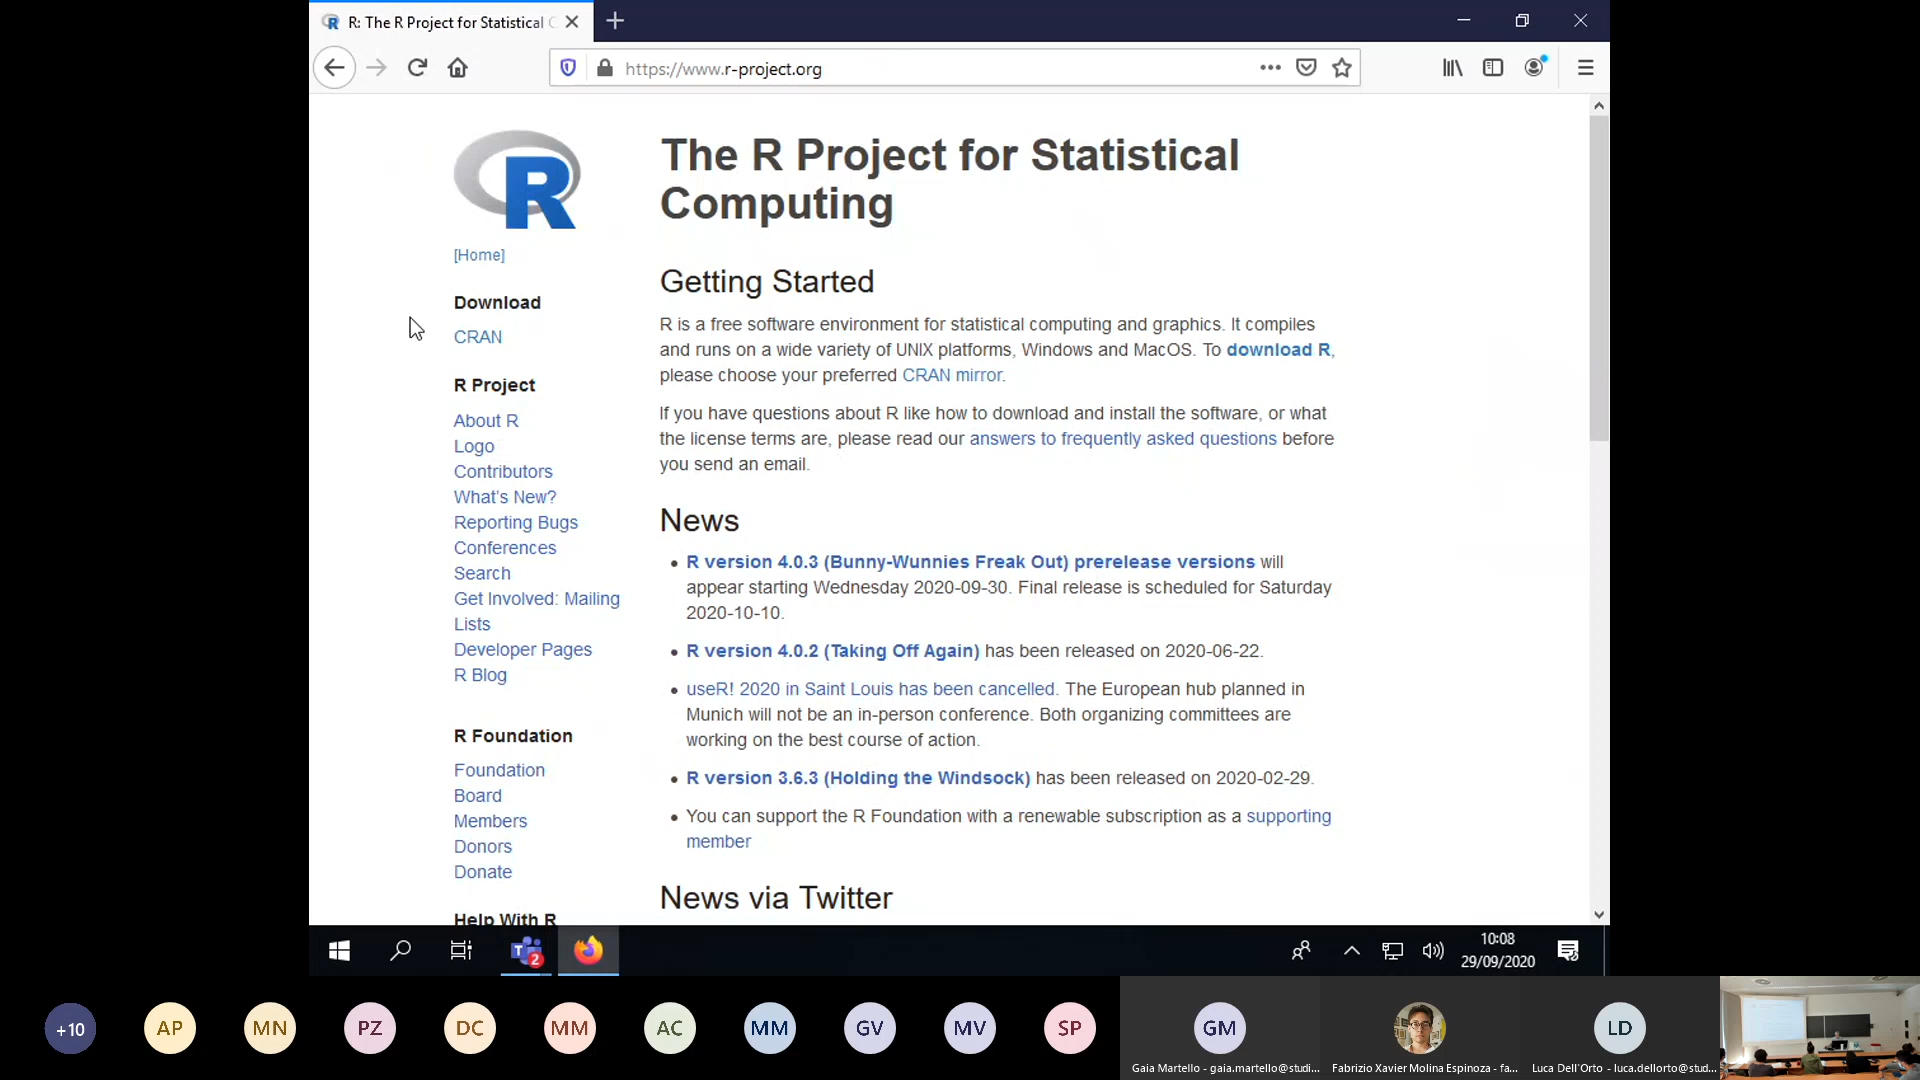 R: The R Project for Statistical
https://www.r-project.org
R
The R Project for Statistical
Computing
[Home]
Download
CRAN
R Project
About R
Logo
Contributors
What's New?
Reporting Bugs
Conferences
Search
Get Involved: Mailing
Lists
Developer Pages
R Blog
R Foundation
Foundation
Board
Members
Donors
Donate
Help With R
Getting Started
R is a free software environment for statistical computing and graphics. It compiles
and runs on a wide variety of UNIX platforms, Windows and MacOS. To download R,
please choose your preferred CRAN mirror.
If you have questions about R like how to download and install the software, or what
the license terms are, please read our answers to frequently asked questions before
you send an email.
News
R version 4.0.3 (Bunny-Wunnies Freak Out) prerelease versions will
appear starting Wednesday 2020-09-30. Final release is scheduled for Saturday
2020-10-10.
R version 4.0.2 (Taking Off Again) has been released on 2020-06-22.
useR! 2020 in Saint Louis has been cancelled. The European hub planned in
Munich will not be an in-person conference. Both organizing committees are
working on the best course of action.
R version 3.6.3 (Holding the Windsock) has been released on 2020-02-29.
You can support the R Foundation with a renewable subscription as a supporting
member
News via Twitter
2
10:08
29/09/2020
+10
AP
MN
PZ
DC
MM
AC
MM
GV
MV
SP
GM
LD
Gaia Martello - gaia.martello@studi...
Fabrizio Xavier Molina Espinoza - fa...
Luca Dell'Orto - luca.dellorto@stud...